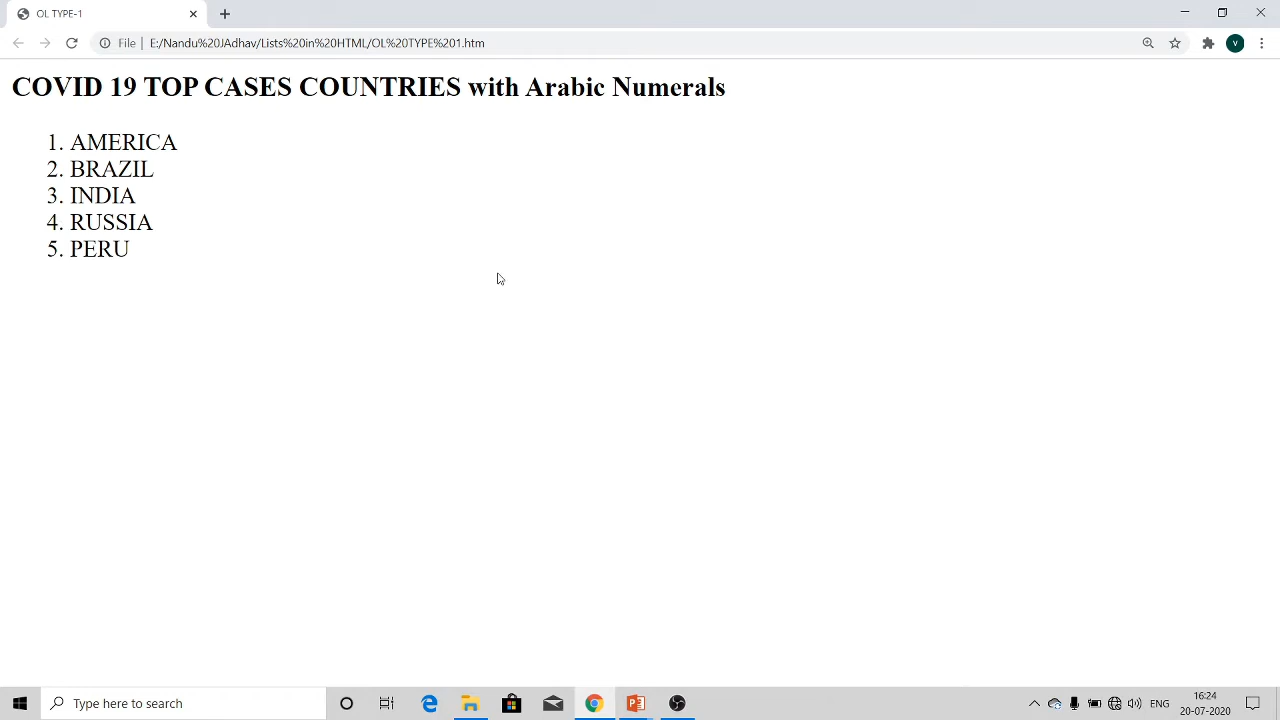 OL TYPE-1
File E:/Nandu%20JAdhav/Lists%20in%20HTML/OL%20TYPE%201.htm
V
COVID 19 TOP CASES COUNTRIES with Arabic Numerals
1. AMERICA
2. BRAZIL
3. INDIA
4. RUSSIA
5. PERU
Type here to search
ENG
16:24
20-07-2020